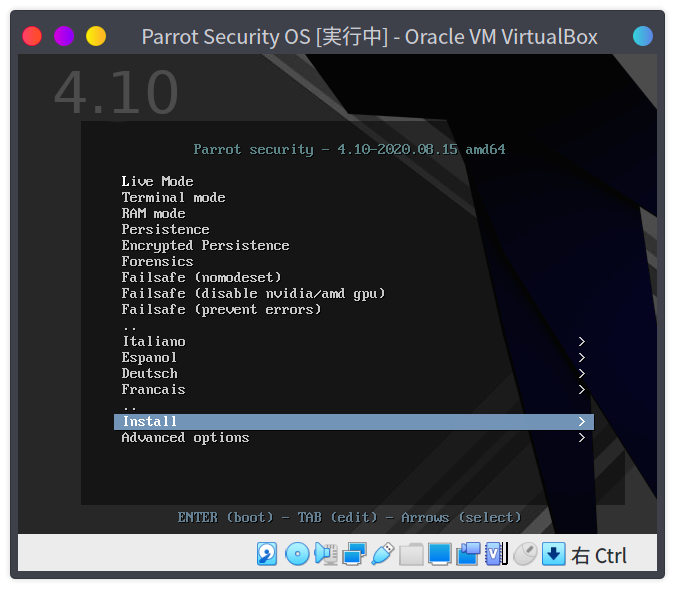 Parrot Security OS [実行中] - Oracle VM VirtualBox
4.10
Parrot security - 4.10-2020.08.15 amd64
Live Mode
Terminal mode
RAM mode
Persistence
Encrypted Persistence
Forensics
Failsafe (nomodeset)
Failsafe (disable nvidia/amd gpu)
Failsafe (prevent errors)
..
Italiano >
Espanol >
Deutsch >
Francais >
..
Install >
Advanced options >
ENTER (boot) - TAB (edit) - Arrows (select)
V
右 Ctrl